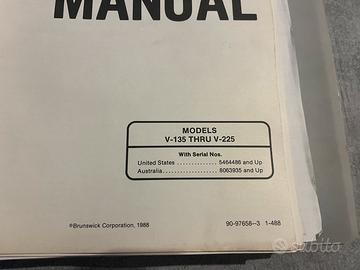 MANUAL
MODELS
V-135 THRU V-225
With Serial Nos.
United States .............. 5464486 and Up
Australia .................... 8063935 and Up
©Brunswick Corporation, 1988
90-97658--3 1-488
subito